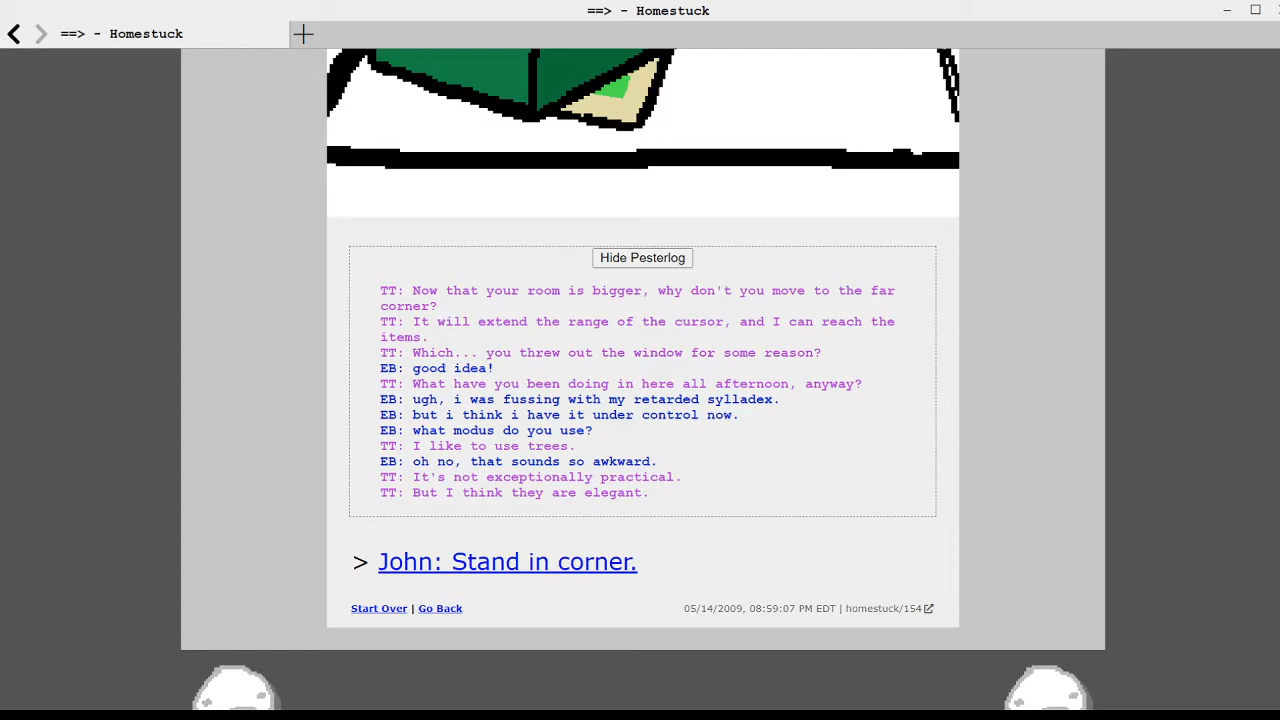 ==> - Homestuck
==> - Homestuck
Hide Pesterlog
TT: Now that your room is bigger, why don't you move to the far
corner?
TT: It will extend the range of the cursor, and I can reach the
items.
TT: Which... you threw out the window for some reason?
EB: good idea!
TT: What have you been doing in here all afternoon, anyway?
EB: ugh, i was fussing with my retarded sylladex.
EB: but i think i have it under control now.
EB: what modus do you use?
TT: I like to use trees.
EB: oh no, that sounds so awkward.
TT: It's not exceptionally practical.
TT: But I think they are elegant.
> John: Stand in corner.
Start Over | Go Back 05/14/2009, 08:59:07 PM EDT | homestuck/154